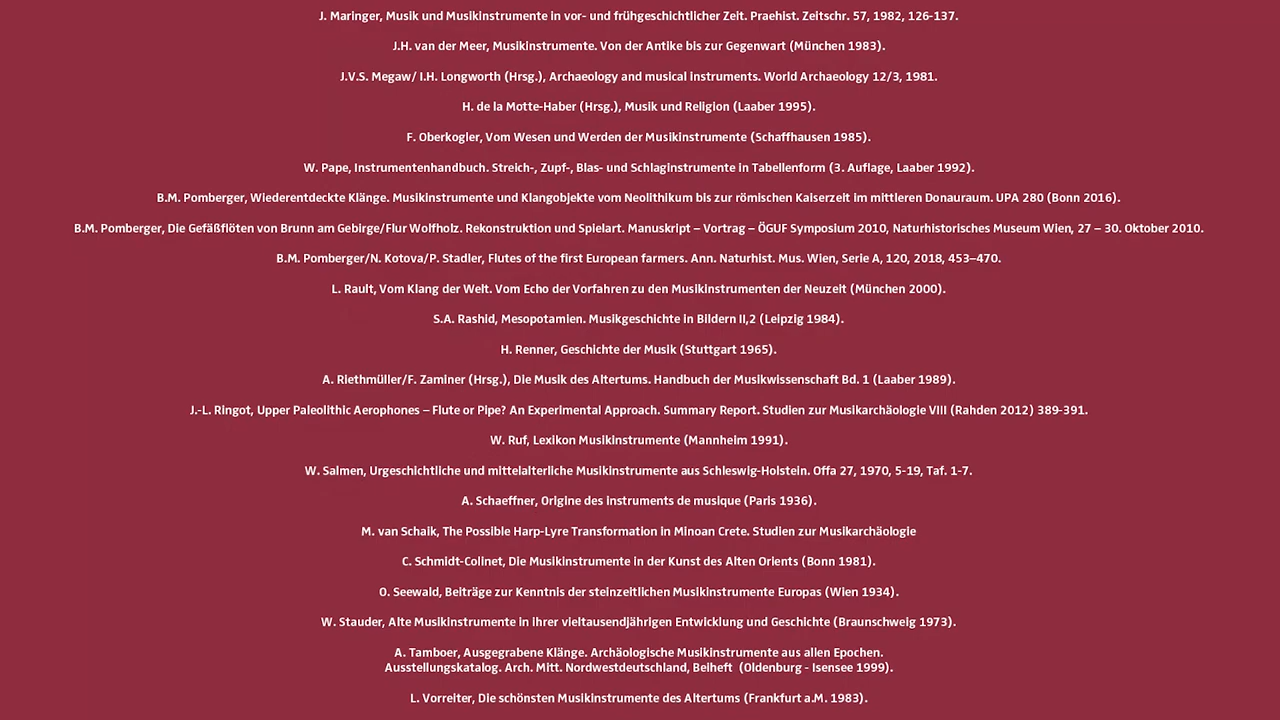 J. Maringer, Musik und Musikinstrumente in vor- und frühgeschichtlicher Zeit. Praehist. Zeitschr. 57, 1982, 126-137.
J.H. van der Meer, Musikinstrumente. Von der Antike bis zur Gegenwart (München 1983).
J.V.S. Megaw/ I.H. Longworth (Hrsg.), Archaeology and musical instruments. World Archaeology 12/3, 1981.
H. de la Motte-Haber (Hrsg.), Musik und Religion (Laaber 1995).
F. Oberkogler, Vom Wesen und Werden der Musikinstrumente (Schaffhausen 1985).
W. Pape, Instrumentenhandbuch. Streich-, Zupf-, Blas- und Schlaginstrumente in Tabellenform (3. Auflage, Laaber 1992).
B.M. Pomberger, Wiederentdeckte Klänge. Musikinstrumente und Klangobjekte vom Neolithikum bis zur römischen Kaiserzeit im mittleren Donauraum. UPA 280 (Bonn 2016).
B.M. Pomberger, Die Gefäßflöten von Brunn am Gebirge/Flur Wolfholz. Rekonstruktion und Spielart. Manuskript – Vortrag – ÖGUF Symposium 2010, Naturhistorisches Museum Wien, 27 – 30. Oktober 2010.
B.M. Pomberger/N. Kotova/P. Stadler, Flutes of the first European farmers. Ann. Naturhist. Mus. Wien, Serie A, 120, 2018, 453–470.
L. Rault, Vom Klang der Welt. Vom Echo der Vorfahren zu den Musikinstrumenten der Neuzeit (München 2000).
S.A. Rashid, Mesopotamien. Musikgeschichte in Bildern II,2 (Leipzig 1984).
H. Renner, Geschichte der Musik (Stuttgart 1965).
A. Riethmüller/F. Zaminer (Hrsg.), Die Musik des Altertums. Handbuch der Musikwissenschaft Bd. 1 (Laaber 1989).
J.-L. Ringot, Upper Paleolithic Aerophones – Flute or Pipe? An Experimental Approach. Summary Report. Studien zur Musikarchäologie VIII (Rahden 2012) 389-391.
W. Ruf, Lexikon Musikinstrumente (Mannheim 1991).
W. Salmen, Urgeschichtliche und mittelalterliche Musikinstrumente aus Schleswig-Holstein. Offa 27, 1970, 5-19, Taf. 1-7.
A. Schaeffner, Origine des instruments de musique (Paris 1936).
M. van Schaik, The Possible Harp-Lyre Transformation in Minoan Crete. Studien zur Musikarchäologie
C. Schmidt-Colinet, Die Musikinstrumente in der Kunst des Alten Orients (Bonn 1981).
O. Seewald, Beiträge zur Kenntnis der steinzeitlichen Musikinstrumente Europas (Wien 1934).
W. Stauder, Alte Musikinstrumente in ihrer vieltausendjährigen Entwicklung und Geschichte (Braunschweig 1973).
A. Tamboer, Ausgegrabene Klänge. Archäologische Musikinstrumente aus allen Epochen.
Ausstellungskatalog. Arch. Mitt. Nordwestdeutschland, Beiheft (Oldenburg - Isensee 1999).
L. Vorreiter, Die schönsten Musikinstrumente des Altertums (Frankfurt a.M. 1983).